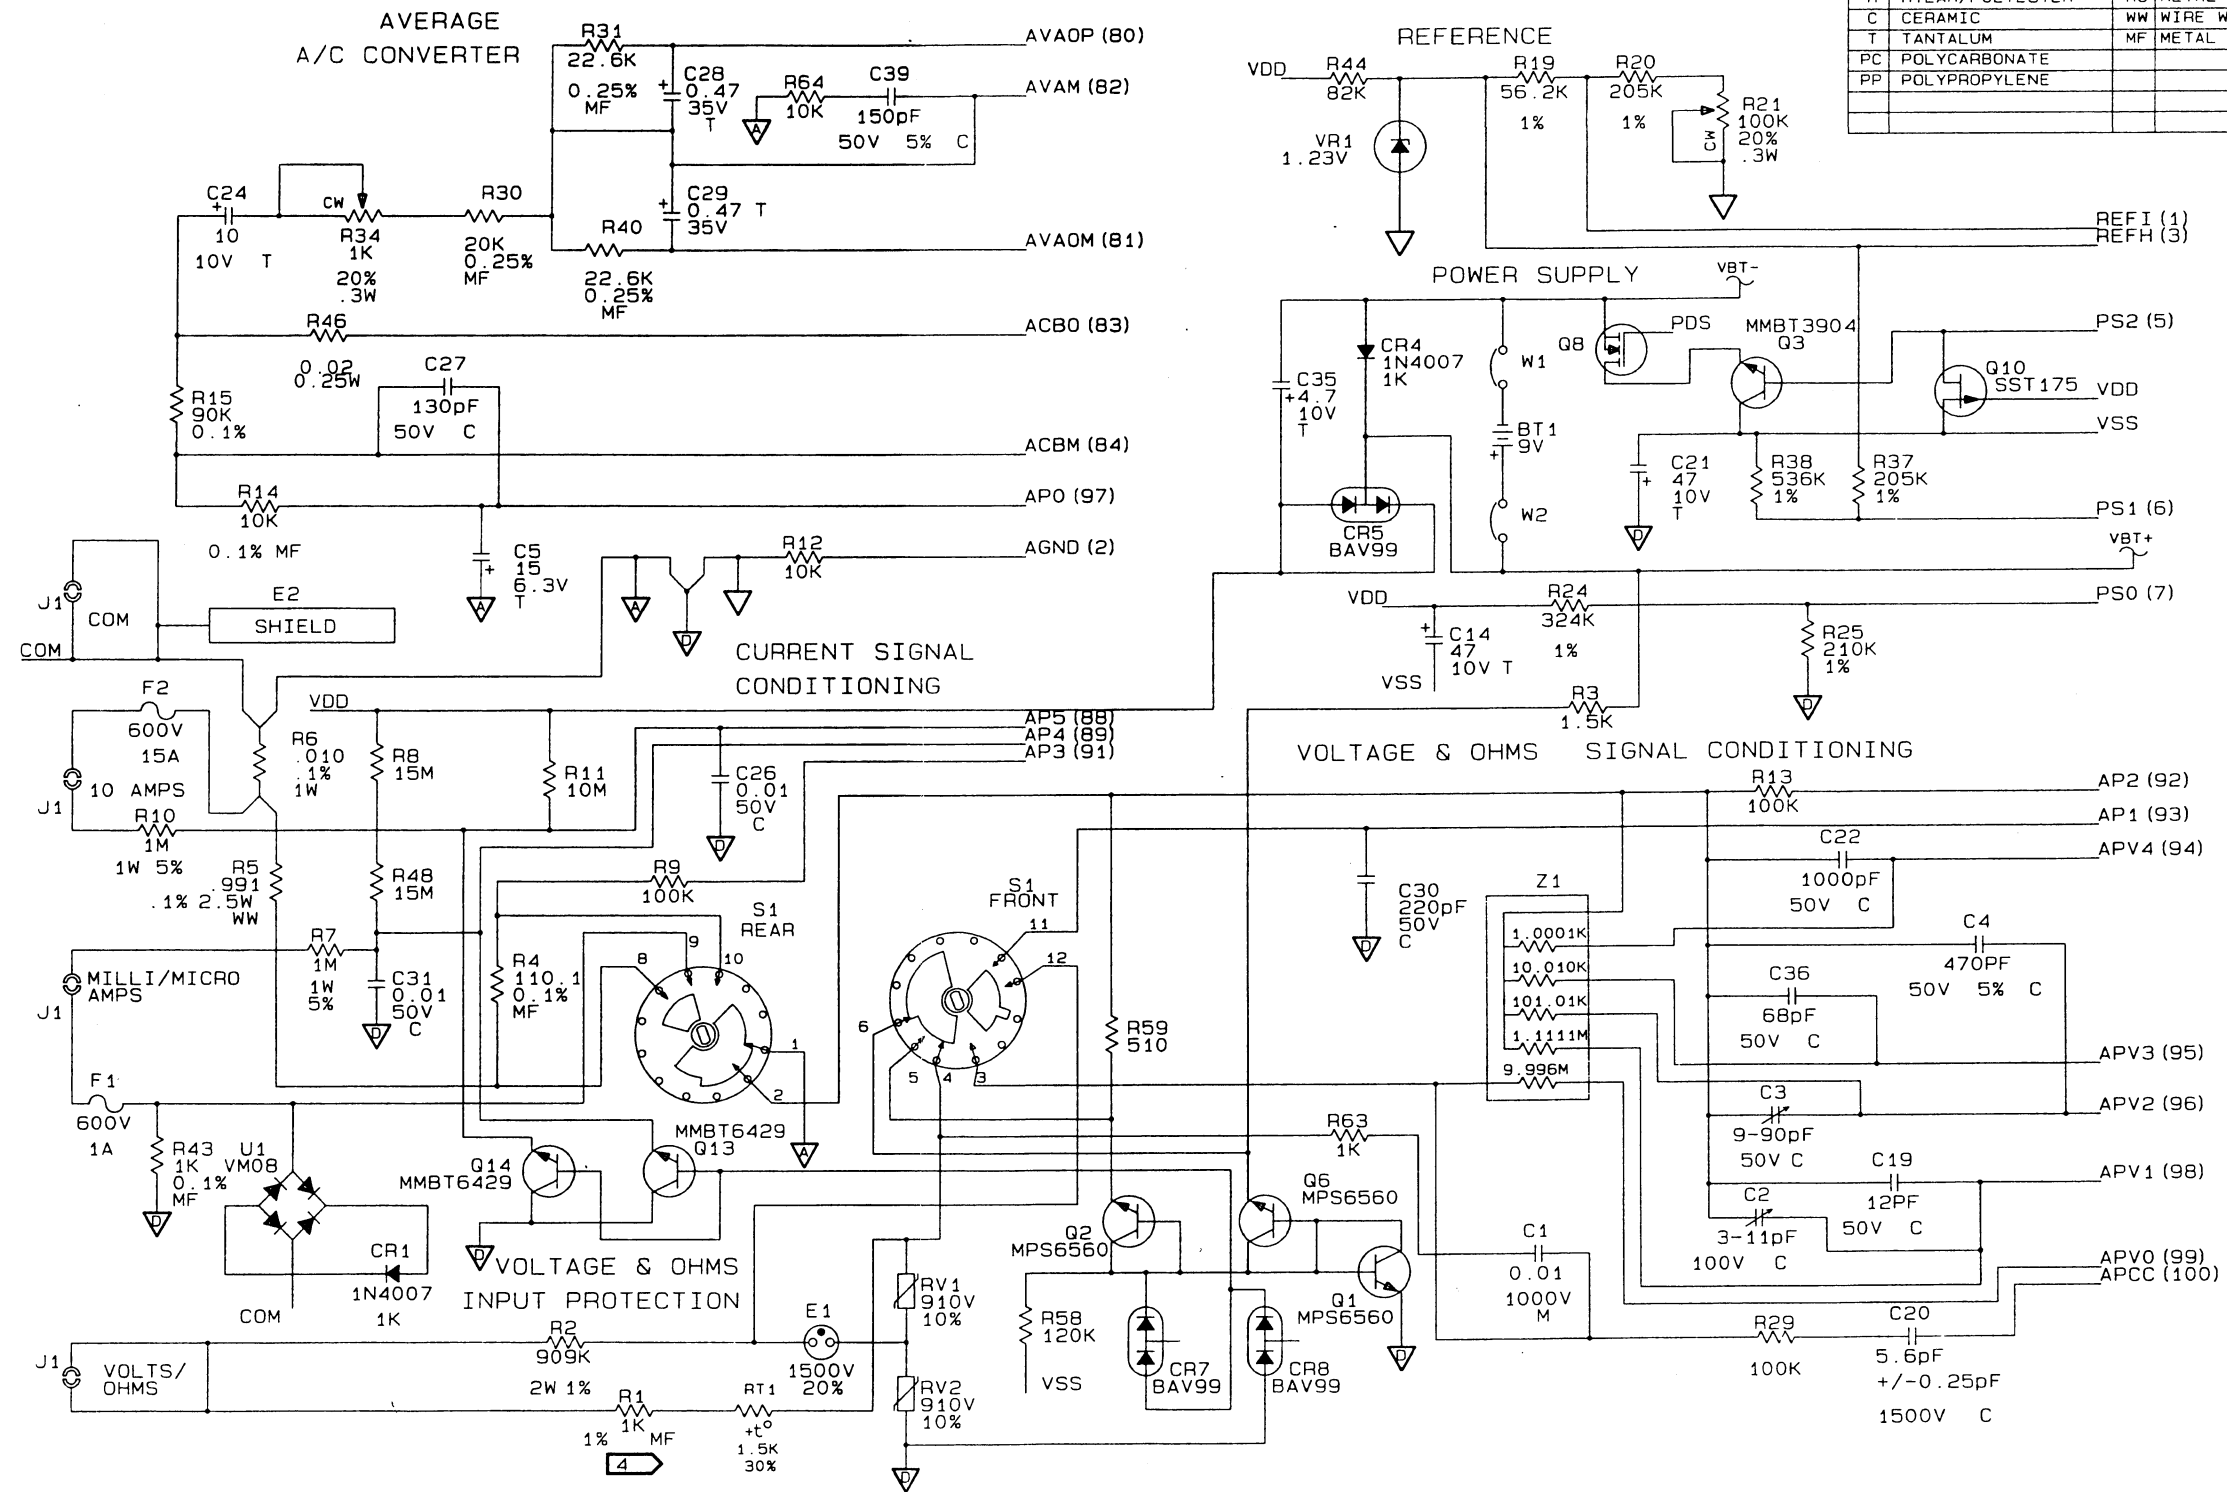 AVERAGE
A/C CONVERTER
R31
22.6K
0.25%
MF
C28
+
0.47
35V
T
R64
10K
C39
150pF
50V 5% C
A
AVAOP (80)
AVAM (82)
C24
+
10
10V T
CW
R34
1K
20%
.3W
R30
20K
0.25%
MF
R40
22.6K
0.25%
MF
C29
+
0.47 T
35V
AVAOM (81)
R46
0.02
0.25W
ACBO (83)
C27
130pF
50V C
R15
90K
0.1%
ACBM (84)
R14
10K
0.1% MF
APO (97)
C5
15
+
6.3V
T
A
R12
10K
AGND (2)
A
D
REFERENCE
VDD
R44
82K
R19
56.2K
1%
R20
205K
1%
R21
100K
20%
.3W
CW
VR1
1.23V
C CERAMIC
WW WIRE
T TANTALUM
MF METAL
PC POLYCARBONATE
PP POLYPROPYLENE
REFI (1)
REFH (3)
POWER SUPPLY
VBT-
PDS
Q8
MMBT3904
Q3
PS2 (5)
Q10
SST175
VDD
VSS
CR4
1N4007
1K
W1
C35
+4.7
10V
T
BT1
9V
+
W2
CR5
BAV99
C21
47
+
10V
T
D
R38
536K
1%
R37
205K
1%
PS1 (6)
VBT+
VDD
R24
324K
1%
PS0 (7)
+
C14
47
10V T
VSS
R25
210K
1%
D
R3
1.5K
J1
COM
COM
E2
SHIELD
CURRENT SIGNAL
CONDITIONING
F2
600V
15A
VDD
R6
.010
.1%
1W
R8
15M
R11
10M
AP5 (88)
AP4 (89)
AP3 (91)
C26
0.01
50V
C
D
J1
10 AMPS
R10
1M
1W 5%
R5
.991
.1% 2.5W
WW
R48
15M
R9
100K
S1
REAR
8
9
10
1
2
A
J1
MILLI/MICRO
AMPS
R7
1M
1W
5%
C31
0.01
50V
C
D
R4
110.1
0.1%
MF
F1
600V
1A
R43
1K
0.1%
MF
D
U1
VM08
CR1
1N4007
1K
COM
Q14
MMBT6429
MMBT6429
Q13
D
S1
FRONT
11
12
6
5
4
3
VOLTAGE & OHMS SIGNAL CONDITIONING
R13
100K
AP2 (92)
AP1 (93)
C22
1000pF
50V C
APV4 (94)
C30
220pF
50V
C
D
Z1
1.0001K
10.010K
101.01K
1.1111M
9.996M
C4
470PF
50V 5% C
C36
68pF
50V C
APV3 (95)
C3
9-90pF
50V C
APV2 (96)
C19
12PF
50V C
APV1 (98)
C2
3-11pF
100V C
APV0 (99)
APCC (100)
R59
510
R63
1K
Q2
MPS6560
Q6
MPS6560
Q1
MPS6560
D
C1
0.01
1000V
M
R58
120K
VSS
CR7
BAV99
CR8
BAV99
R29
100K
C20
5.6pF
+/-0.25pF
1500V C
VOLTAGE & OHMS
INPUT PROTECTION
J1
VOLTS/
OHMS
R2
909K
2W 1%
E1
1500V
20%
RV1
910V
10%
RV2
910V
10%
D
R1
1K
1% MF
4
RT1
+t°
1.5K
30%